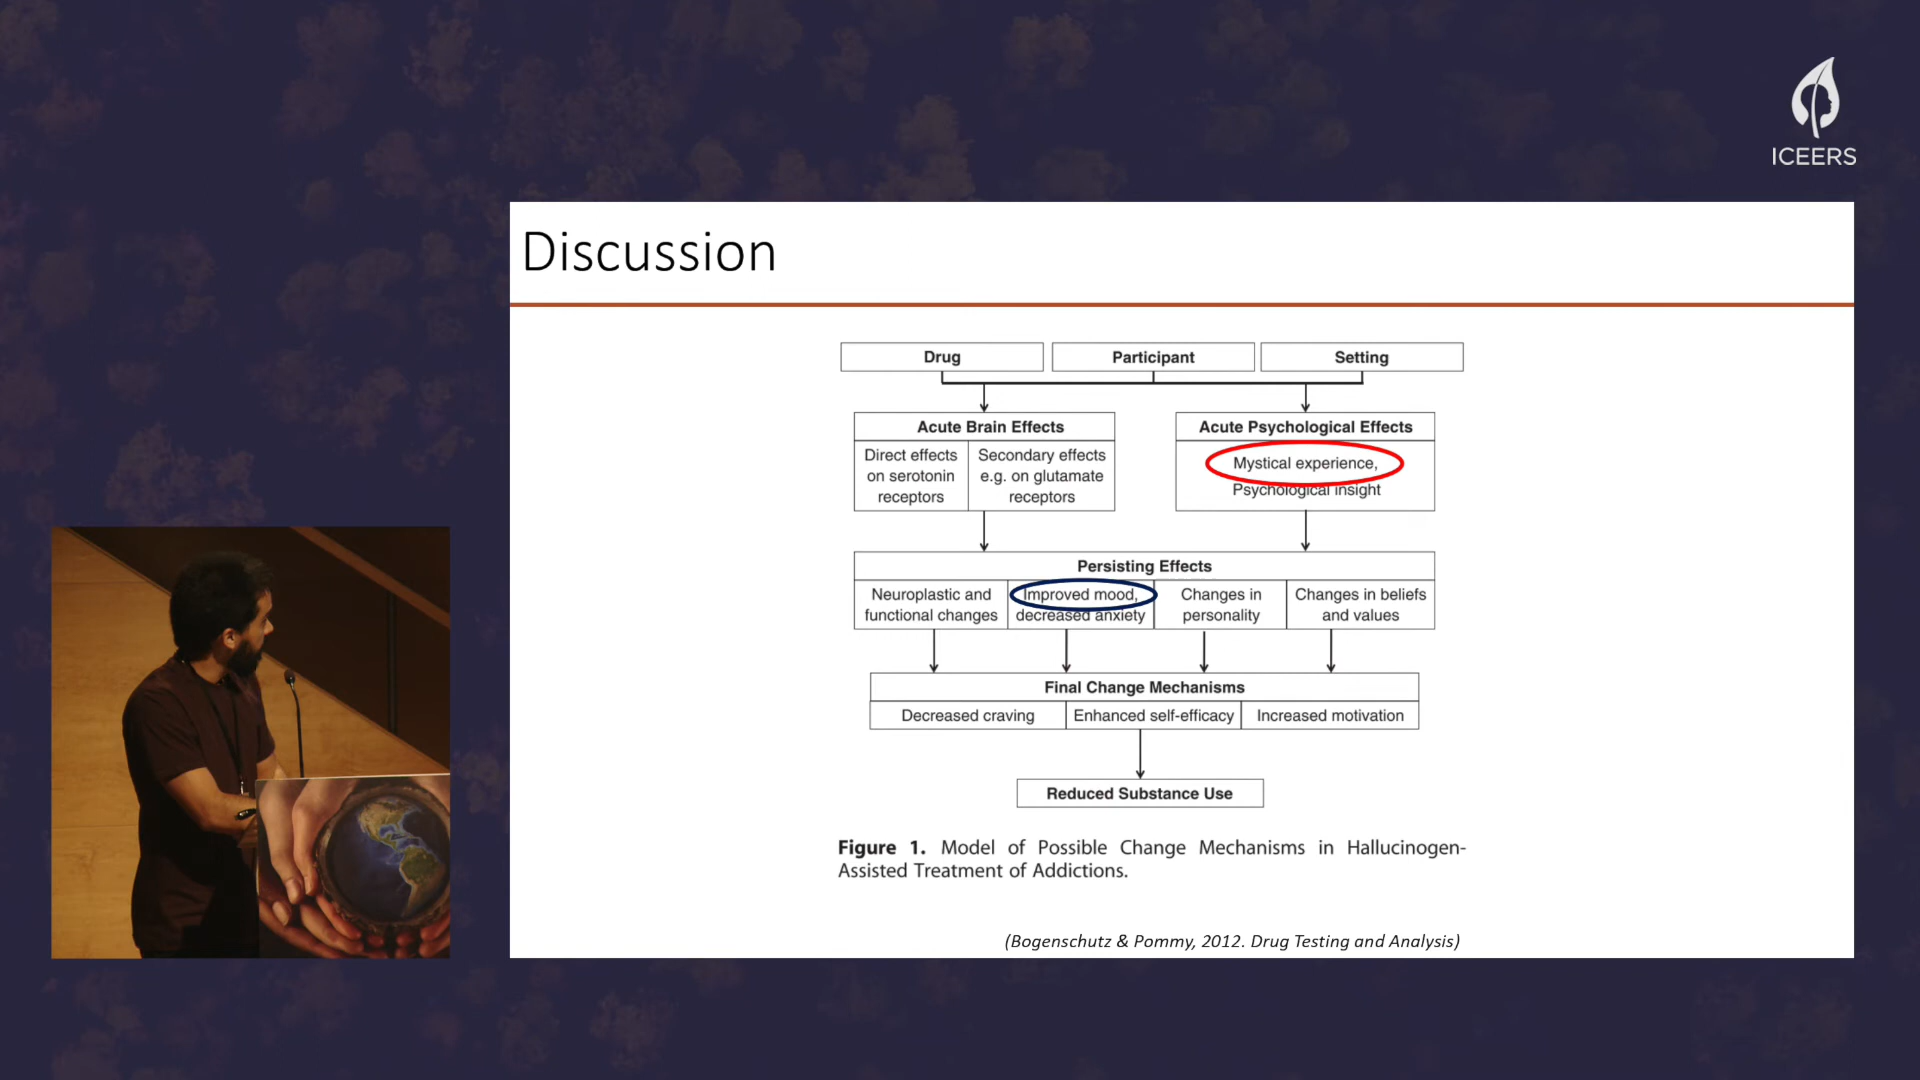 ICEERS
Discussion
Drug
Participant
Setting
Acute Brain Effects
Direct effects
on serotonin
receptors
Secondary effects
e.g. on glutamate
receptors
Acute Psychological Effects
Mystical experience,
Psychological insight
Persisting Effects
Neuroplastic and
functional changes
Improved mood,
decreased anxiety
Changes in
personality
Changes in beliefs
and values
Final Change Mechanisms
Decreased craving
Enhanced self-efficacy
Increased motivation
Reduced Substance Use
Figure 1. Model of Possible Change Mechanisms in Hallucinogen-
Assisted Treatment of Addictions.
(Bogenschutz & Pommy, 2012. Drug Testing and Analysis)